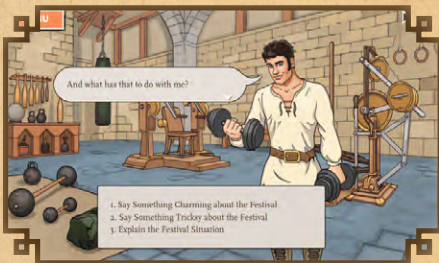 And what has that to do with me?
1. Say Something Charming about the Festival
2. Say Something Tricksy about the Festival
3. Explain the Festival Situation